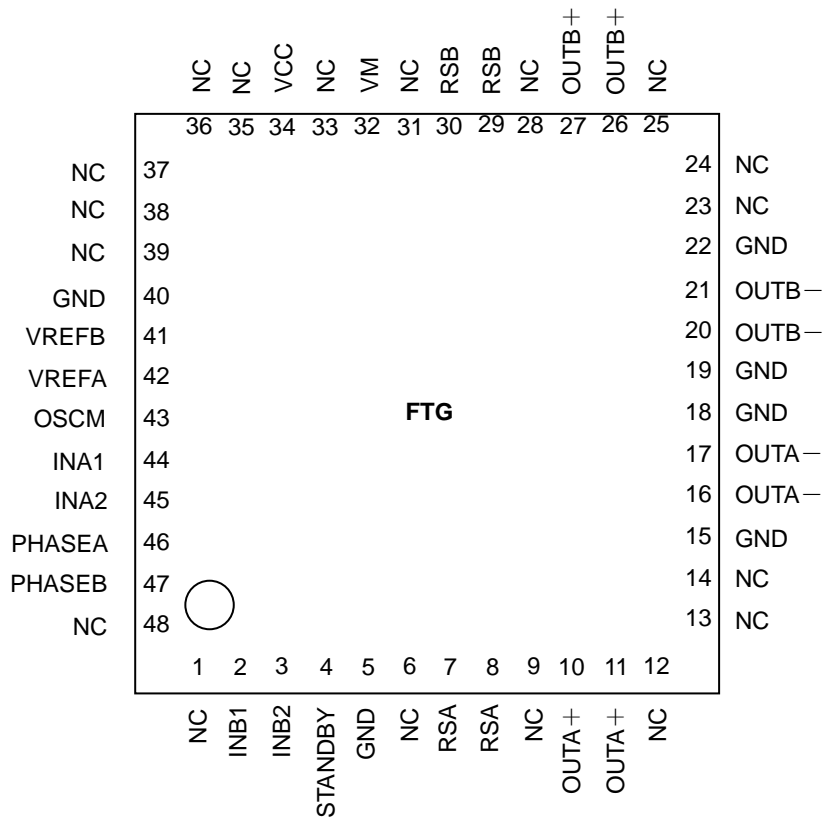 NC NC VCC NC VM NC RSB RSB NC OUTB+ OUTB+ NC
36 35 34 33 32 31 30 29 28 27 26 25
NC 37 24 NC
NC 38 23 NC
NC 39 22 GND
GND 40 21 OUTB−
VREFB 41 20 OUTB−
VREFA 42 19 GND
FTG
OSCM 43 18 GND
INA1 44 17 OUTA−
INA2 45 16 OUTA−
PHASEA 46 15 GND
PHASEB 47 14 NC
NC 48 13 NC
1 2 3 4 5 6 7 8 9 10 11 12
NC INB1 INB2 STANDBY GND NC RSA RSA NC OUTA+ OUTA+ NC